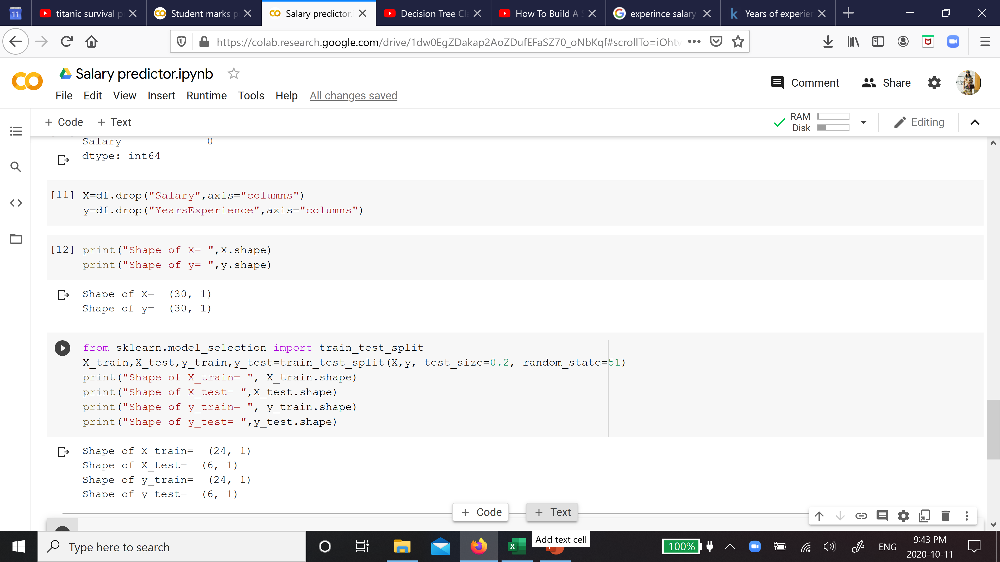 11
titanic survival p
Student marks p
Salary predictor.i
Decision Tree Cla
How To Build A S
experince salary
Years of experien
https://colab.research.google.com/drive/1dw0EgZDakap2AoZDufEFaSZ70_oNbKqf#scrollTo=iOhtv
Salary predictor.ipynb
Comment
Share
File Edit View Insert Runtime Tools Help All changes saved
+ Code + Text
RAM
Disk
Editing
Salary 0
dtype: int64
[11] X=df.drop("Salary",axis="columns")
y=df.drop("YearsExperience",axis="columns")
[12] print("Shape of X= ",X.shape)
print("Shape of y= ",y.shape)
Shape of X= (30, 1)
Shape of y= (30, 1)
from sklearn.model_selection import train_test_split
X_train,X_test,y_train,y_test=train_test_split(X,y, test_size=0.2, random_state=51)
print("Shape of X_train= ", X_train.shape)
print("Shape of X_test= ",X_test.shape)
print("Shape of y_train= ", y_train.shape)
print("Shape of y_test= ",y_test.shape)
Shape of X_train= (24, 1)
Shape of X_test= (6, 1)
Shape of y_train= (24, 1)
Shape of y_test= (6, 1)
+ Code + Text
Add text cell
Type here to search
100%
ENG
9:43 PM
2020-10-11